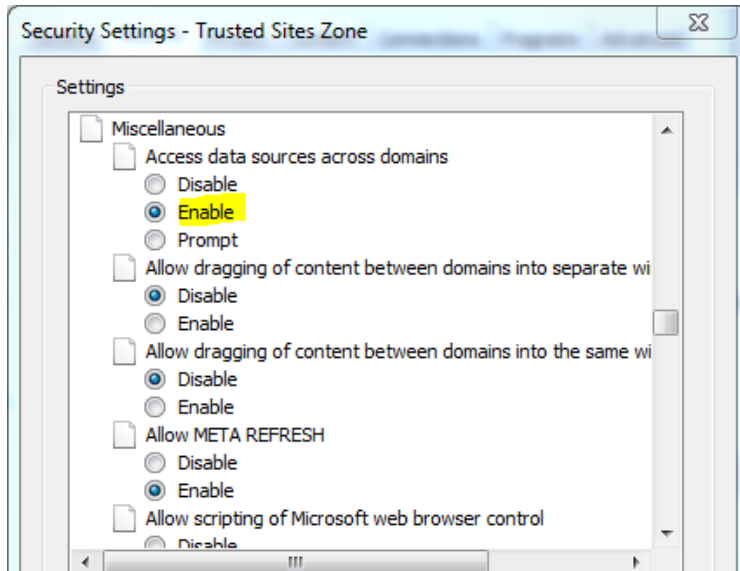 Security Settings - Trusted Sites Zone
Settings
Miscellaneous
Access data sources across domains
Disable
Enable
Prompt
Allow dragging of content between domains into separate wi
Disable
Enable
Allow dragging of content between domains into the same wi
Disable
Enable
Allow META REFRESH
Disable
Enable
Allow scripting of Microsoft web browser control
Disable